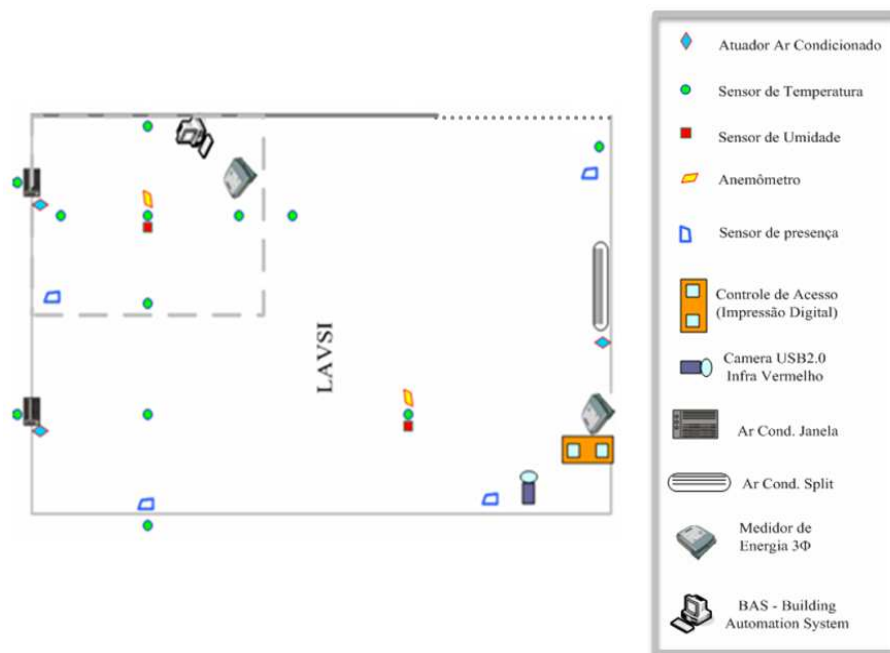 LAVSI
Atuador Ar Condicionado
Sensor de Temperatura
Sensor de Umidade
Anemômetro
Sensor de presença
Controle de Acesso
(Impressão Digital)
Camera USB2.0
Infra Vermelho
Ar Cond. Janela
Ar Cond. Split
Medidor de
Energia 3Φ
BAS - Building
Automation System